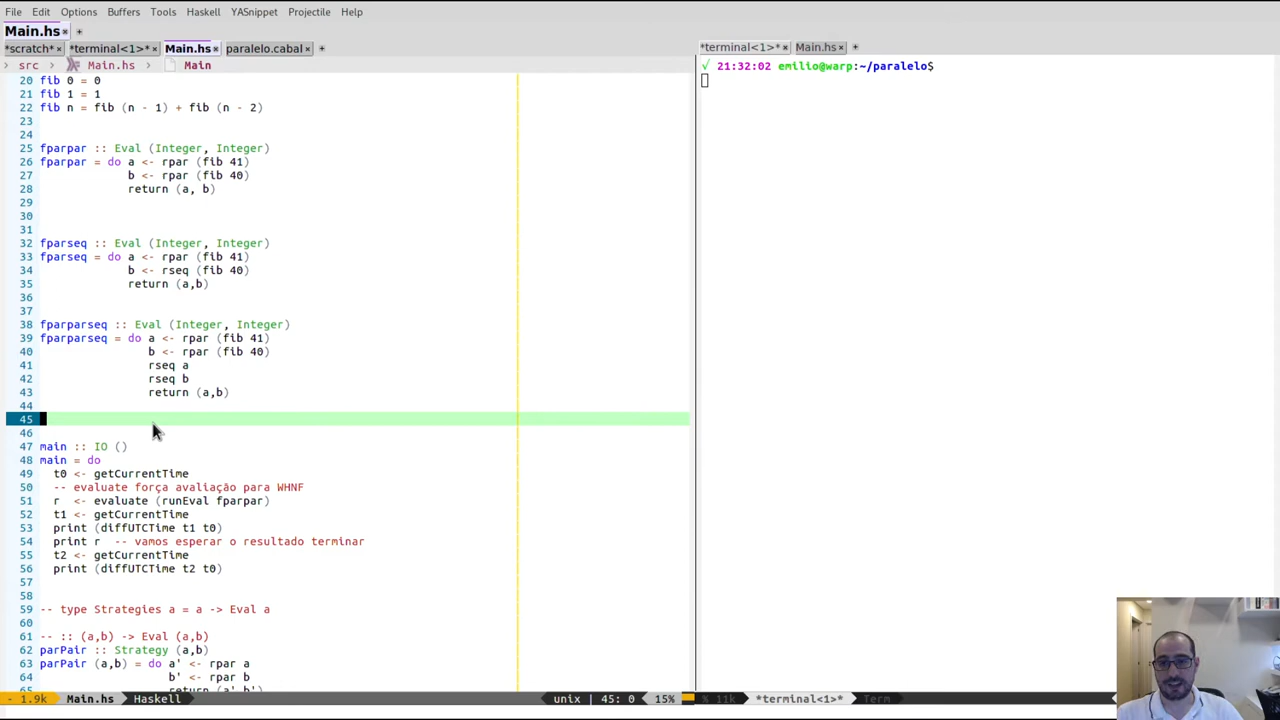 File Edit Options Buffers Tools Haskell YASnippet Projectile Help
Main.hs × +
*scratch* × *terminal<1>* × Main.hs × paralelo.cabal × +
> src > Main.hs > Main
20 fib 0 = 0
21 fib 1 = 1
22 fib n = fib (n - 1) + fib (n - 2)
23
24
25 fparpar :: Eval (Integer, Integer)
26 fparpar = do a <- rpar (fib 41)
27 b <- rpar (fib 40)
28 return (a, b)
29
30
31
32 fparseq :: Eval (Integer, Integer)
33 fparseq = do a <- rpar (fib 41)
34 b <- rseq (fib 40)
35 return (a,b)
36
37
38 fparparseq :: Eval (Integer, Integer)
39 fparparseq = do a <- rpar (fib 41)
40 b <- rpar (fib 40)
41 rseq a
42 rseq b
43 return (a,b)
44
45
46
47 main :: IO ()
48 main = do
49 t0 <- getCurrentTime
50 -- evaluate força avaliação para WHNF
51 r <- evaluate (runEval fparpar)
52 t1 <- getCurrentTime
53 print (diffUTCTime t1 t0)
54 print r -- vamos esperar o resultado terminar
55 t2 <- getCurrentTime
56 print (diffUTCTime t2 t0)
57
58
59 -- type Strategies a = a -> Eval a
60
61 -- :: (a,b) -> Eval (a,b)
62 parPair :: Strategy (a,b)
63 parPair (a,b) = do a' <- rpar a
64 b' <- rpar b
return (a',b')
- 1.9k Main.hs Haskell unix | 45: 0 15%
*terminal<1>* × Main.hs × +
✓ 21:32:02 emilio@warp:~/paralelo$
% 11k *terminal<1>* Term